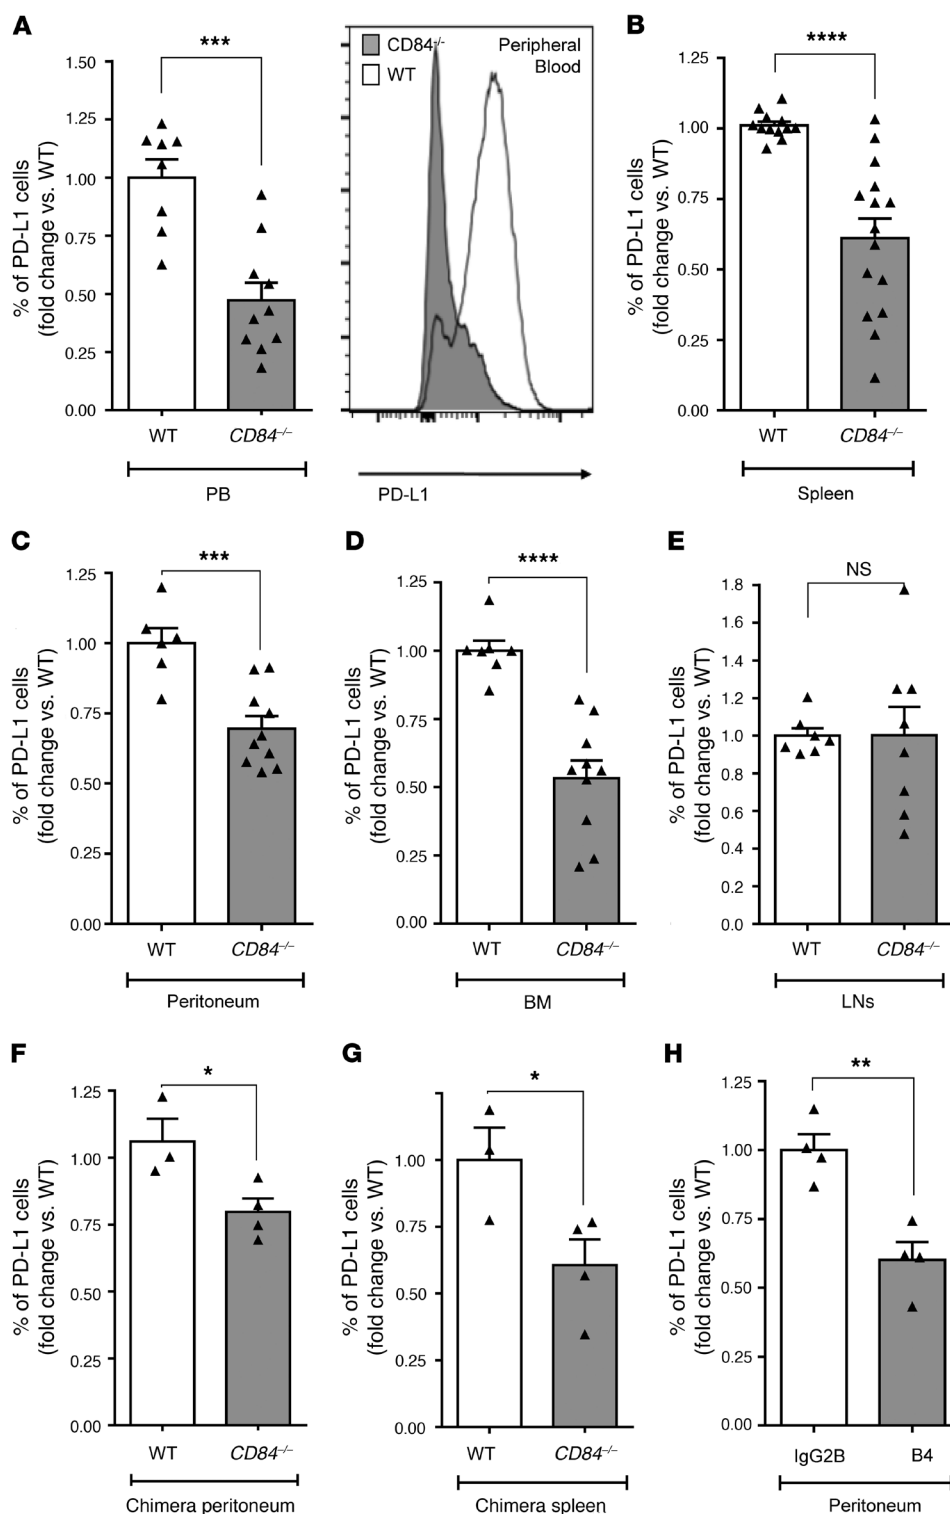 A
***
% of PD-L1 cells
(fold change vs. WT)
1.50
1.25
1.00
0.75
0.50
0.25
0.00
WT
CD84–/–
PB
CD84-/-
WT
Peripheral
Blood
PD-L1
B
****
% of PD-L1 cells
(fold change vs. WT)
1.25
1.00
0.75
0.50
0.25
0.00
WT
CD84–/–
Spleen
C
***
% of PD-L1 cells
(fold change vs. WT)
1.25
1.00
0.75
0.50
0.25
0.00
WT
CD84–/–
Peritoneum
D
****
% of PD-L1 cells
(fold change vs. WT)
1.25
1.00
0.75
0.50
0.25
0.00
WT
CD84–/–
BM
E
NS
% of PD-L1 cells
(fold change vs. WT)
1.8
1.6
1.4
1.2
1.0
0.8
0.6
0.4
0.2
0.0
WT
CD84–/–
LNs
F
*
% of PD-L1 cells
(fold change vs. WT)
1.25
1.00
0.75
0.50
0.25
0.00
WT
CD84–/–
Chimera peritoneum
G
*
% of PD-L1 cells
(fold change vs. WT)
1.00
0.75
0.50
0.25
0.00
WT
CD84–/–
Chimera spleen
H
**
% of PD-L1 cells
(fold change vs. WT)
1.25
1.00
0.75
0.50
0.25
0.00
IgG2B
B4
Peritoneum